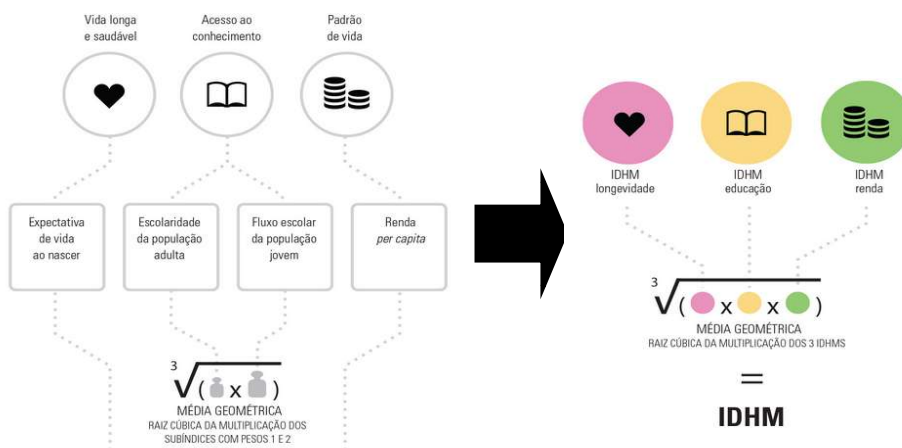 Vida longa
e saudável
Acesso ao
conhecimento
Padrão
de vida
Expectativa
de vida
ao nascer
Escolaridade
da população
adulta
Fluxo escolar
da população
jovem
Renda
per capita
3√( x )
MÉDIA GEOMÉTRICA
RAIZ CÚBICA DA MULTIPLICAÇÃO DOS
SUBÍNDICES COM PESOS 1 E 2
IDHM
longevidade
IDHM
educação
IDHM
renda
3√( x x )
MÉDIA GEOMÉTRICA
RAIZ CÚBICA DA MULTIPLICAÇÃO DOS 3 IDHMS
=
IDHM